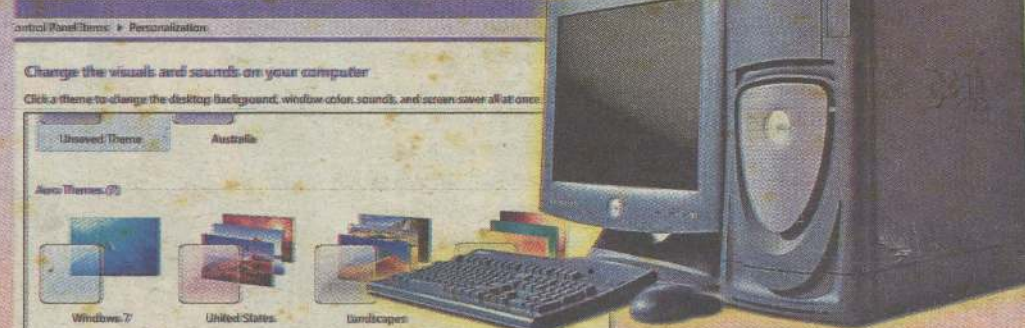 ontrol Panel Items ▸ Personalization
Change the visuals and sounds on your computer
Click a theme to change the desktop background, window color, sounds, and screen saver all at once
Unsaved Theme
Australia
Aero Themes (7)
Windows 7
United States
Landscapes